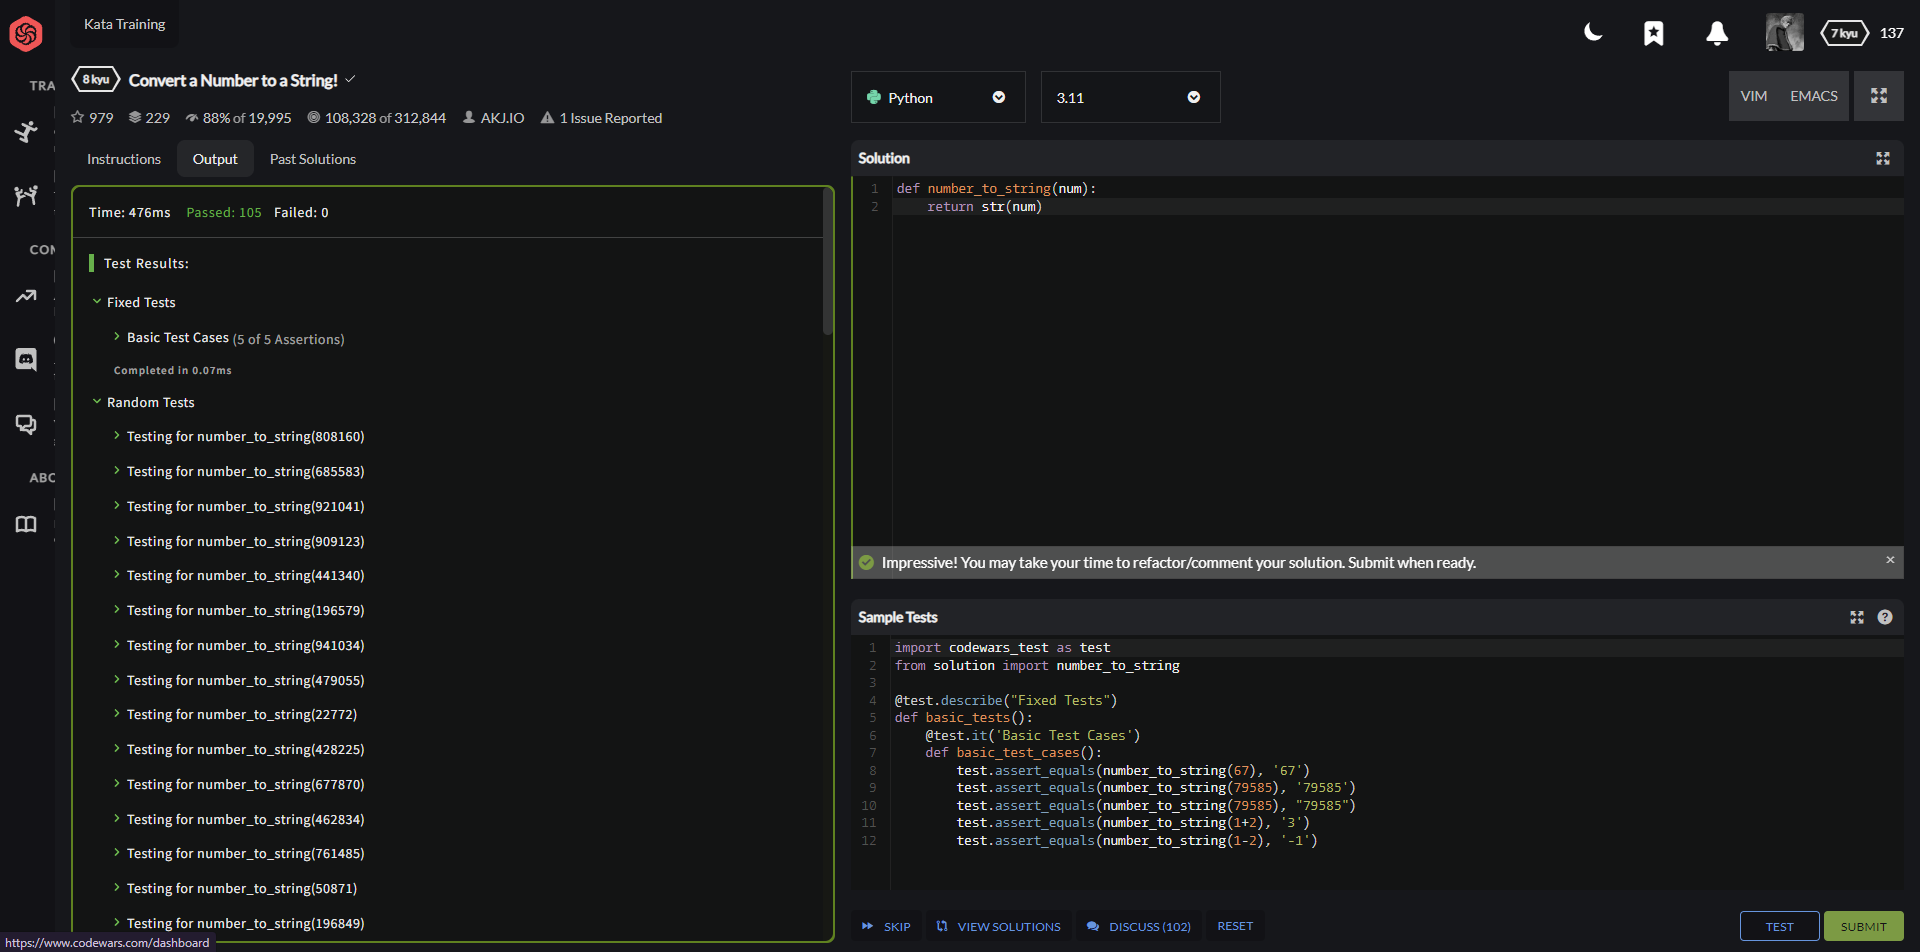 Kata Training
7 kyu 137
TRA
COM
ABC
8 kyu Convert a Number to a String!
979 229 88% of 19,995 108,328 of 312,844 AKJ.IO 1 Issue Reported
Instructions Output Past Solutions
Time: 476ms Passed: 105 Failed: 0
Test Results:
Fixed Tests
Basic Test Cases (5 of 5 Assertions)
Completed in 0.07ms
Random Tests
Testing for number_to_string(808160)
Testing for number_to_string(685583)
Testing for number_to_string(921041)
Testing for number_to_string(909123)
Testing for number_to_string(441340)
Testing for number_to_string(196579)
Testing for number_to_string(941034)
Testing for number_to_string(479055)
Testing for number_to_string(22772)
Testing for number_to_string(428225)
Testing for number_to_string(677870)
Testing for number_to_string(462834)
Testing for number_to_string(761485)
Testing for number_to_string(50871)
Testing for number_to_string(196849)
https://www.codewars.com/dashboard
Python 3.11 VIM EMACS
Solution
1 def number_to_string(num):
2     return str(num)
Impressive! You may take your time to refactor/comment your solution. Submit when ready.
Sample Tests
1 import codewars_test as test
2 from solution import number_to_string
3
4 @test.describe("Fixed Tests")
5 def basic_tests():
6     @test.it('Basic Test Cases')
7     def basic_test_cases():
8         test.assert_equals(number_to_string(67), '67')
9         test.assert_equals(number_to_string(79585), '79585')
10         test.assert_equals(number_to_string(79585), "79585")
11         test.assert_equals(number_to_string(1+2), '3')
12         test.assert_equals(number_to_string(1-2), '-1')
SKIP VIEW SOLUTIONS DISCUSS (102) RESET TEST SUBMIT